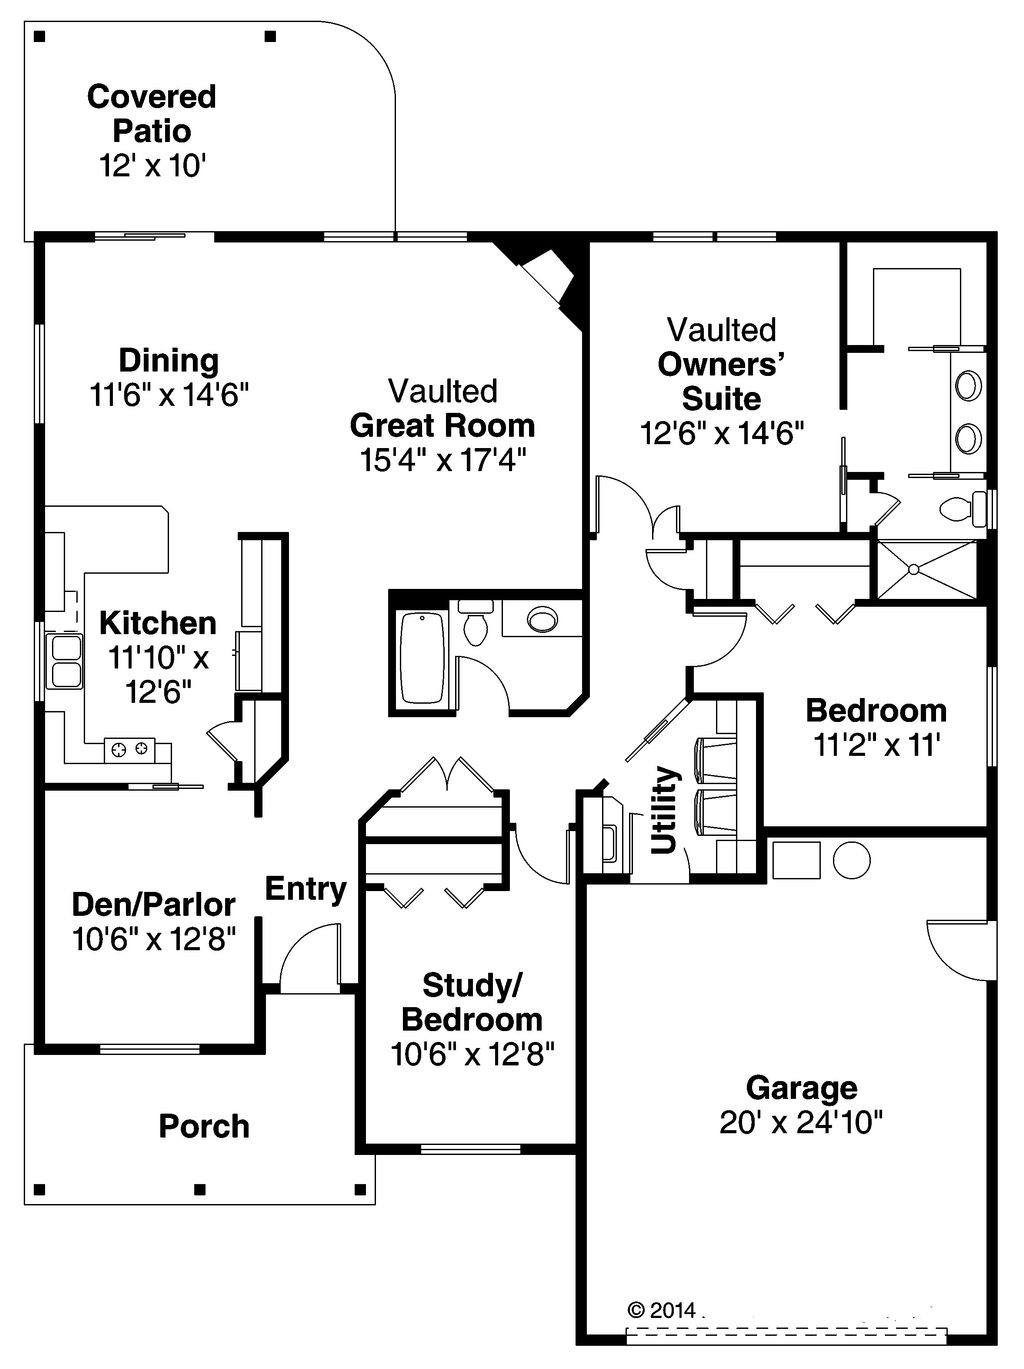 Covered
Patio
12' x 10'
Dining
11'6" x 14'6"
Vaulted
Great Room
15'4" x 17'4"
Vaulted
Owners'
Suite
12'6" x 14'6"
Kitchen
11'10" x
12'6"
Bedroom
11'2" x 11'
Utility
Den/Parlor
10'6" x 12'8"
Entry
Study/
Bedroom
10'6" x 12'8"
Garage
20' x 24'10"
Porch
© 2014